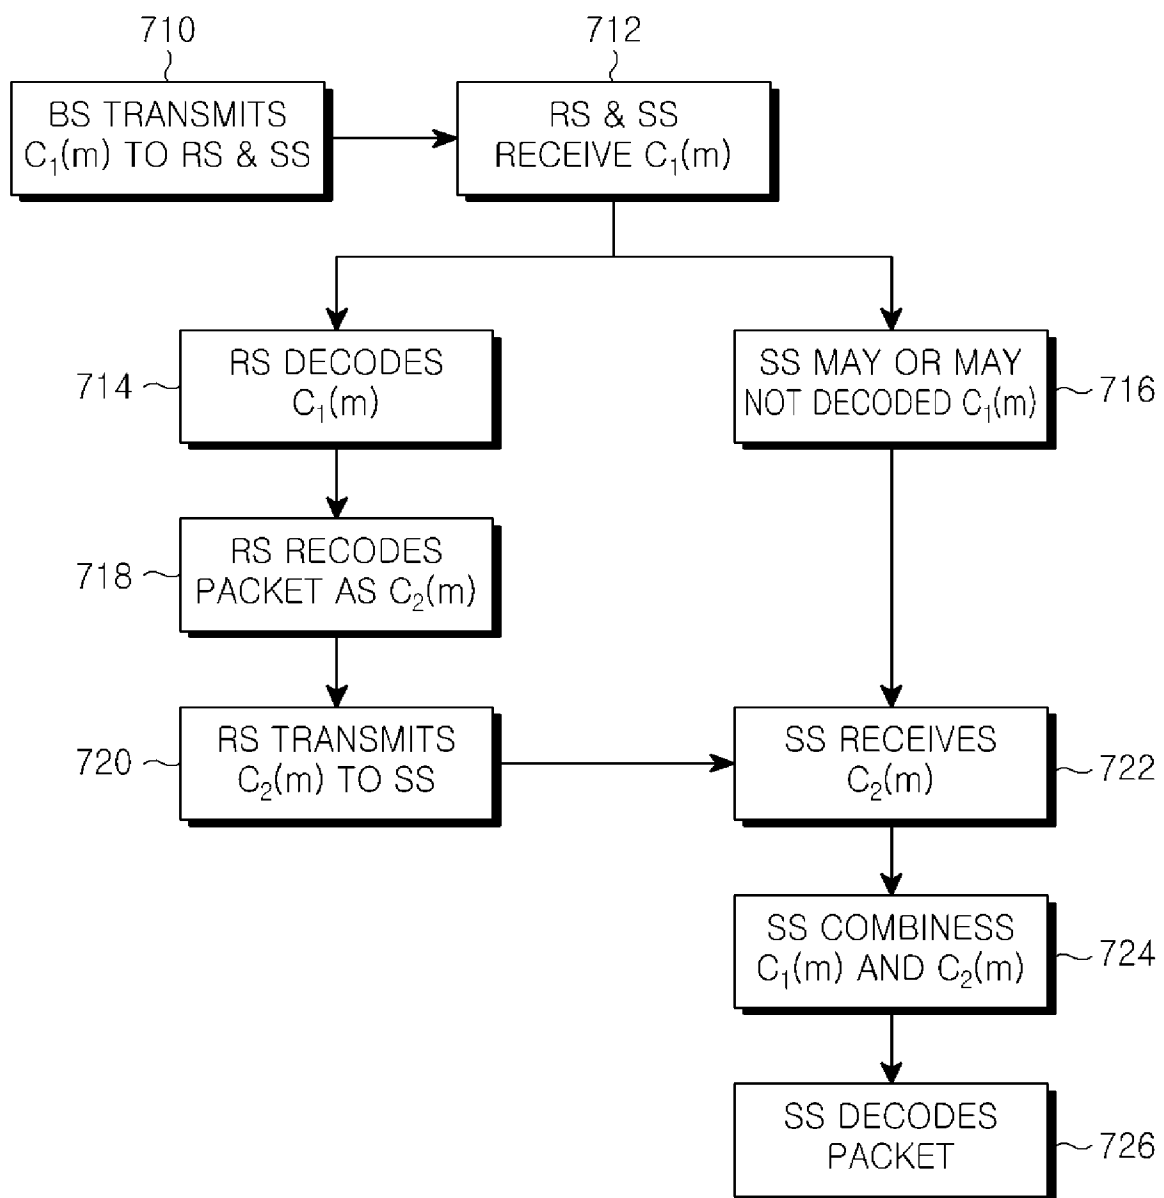 710
712
BS TRANSMITS
C₁(m) TO RS & SS
RS & SS
RECEIVE C₁(m)
714
RS DECODES
C₁(m)
SS MAY OR MAY
NOT DECODED C₁(m)
716
718
RS RECODES
PACKET AS C₂(m)
720
RS TRANSMITS
C₂(m) TO SS
SS RECEIVES
C₂(m)
722
SS COMBINESS
C₁(m) AND C₂(m)
724
SS DECODES
PACKET
726